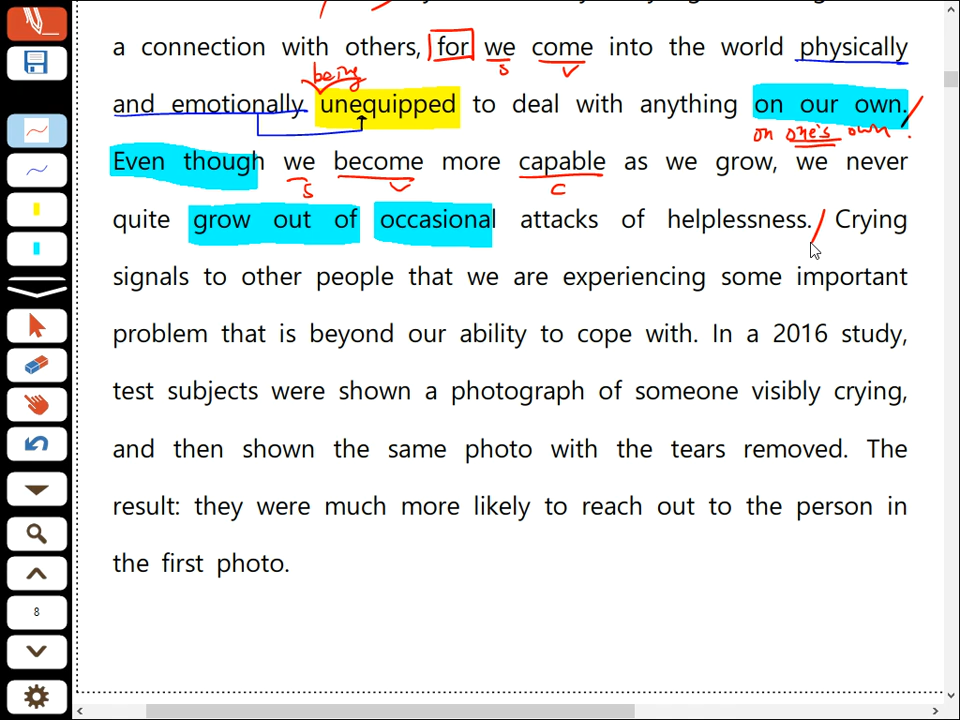 a connection with others, for we come into the world physically
S V
being
and emotionally unequipped to deal with anything on our own.
on one's own
Even though we become more capable as we grow, we never
S V C
quite grow out of occasional attacks of helplessness. Crying
signals to other people that we are experiencing some important
problem that is beyond our ability to cope with. In a 2016 study,
test subjects were shown a photograph of someone visibly crying,
and then shown the same photo with the tears removed. The
result: they were much more likely to reach out to the person in
the first photo.
8